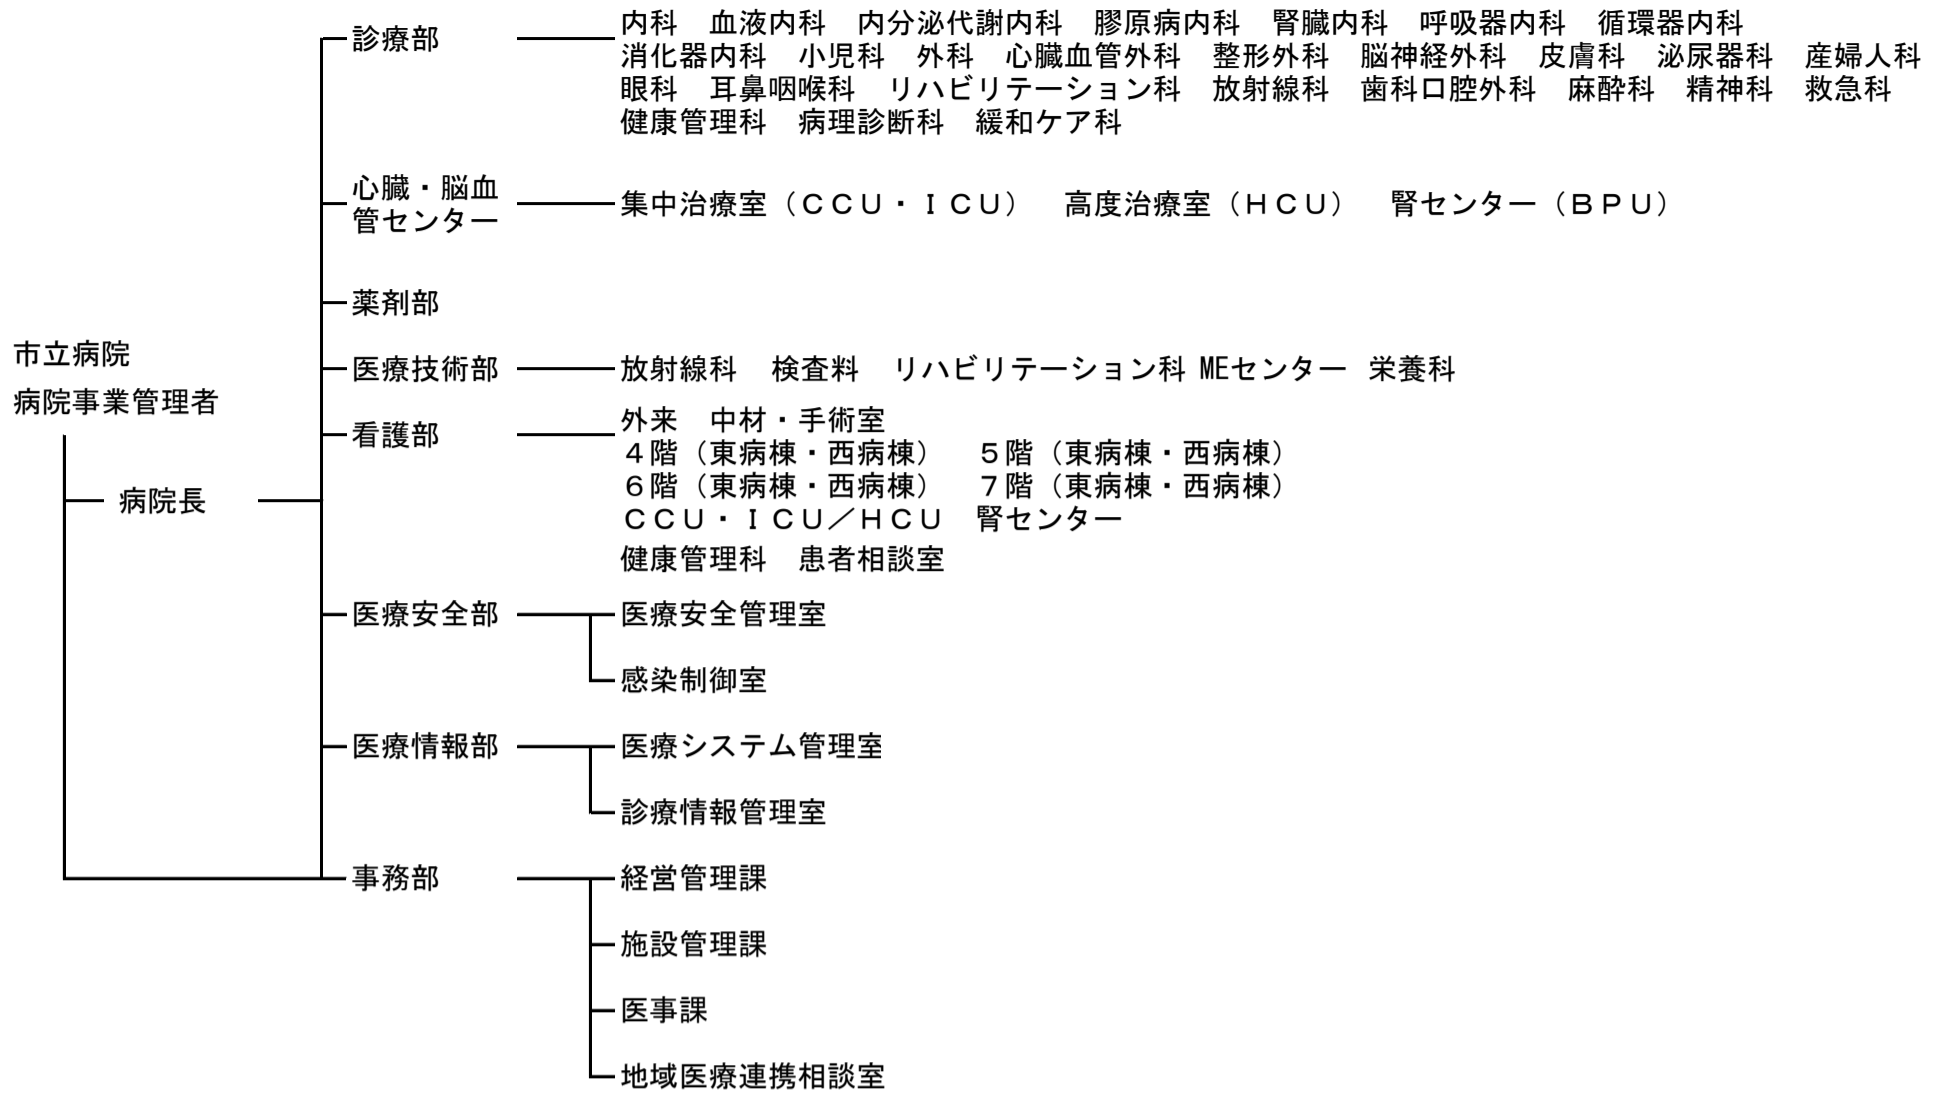 診療部
内科　血液内科　内分泌代謝内科　膠原病内科　腎臓内科　呼吸器内科　循環器内科
消化器内科　小児科　外科　心臓血管外科　整形外科　脳神経外科　皮膚科　泌尿器科　産婦人科
眼科　耳鼻咽喉科　リハビリテーション科　放射線科　歯科口腔外科　麻酔科　精神科　救急科
健康管理科　病理診断科　緩和ケア科
心臓・脳血
管センター
集中治療室（ＣＣＵ・ＩＣＵ）　高度治療室（ＨＣＵ）　腎センター（ＢＰＵ）
薬剤部
市立病院
病院事業管理者
医療技術部
放射線科　検査料　リハビリテーション科 MEセンター 栄養科
看護部
外来　中材・手術室
４階（東病棟・西病棟）　５階（東病棟・西病棟）
６階（東病棟・西病棟）　７階（東病棟・西病棟）
ＣＣＵ・ＩＣＵ／ＨＣＵ　腎センター
健康管理科　患者相談室
病院長
医療安全部
医療安全管理室
感染制御室
医療情報部
医療システム管理室
診療情報管理室
事務部
経営管理課
施設管理課
医事課
地域医療連携相談室